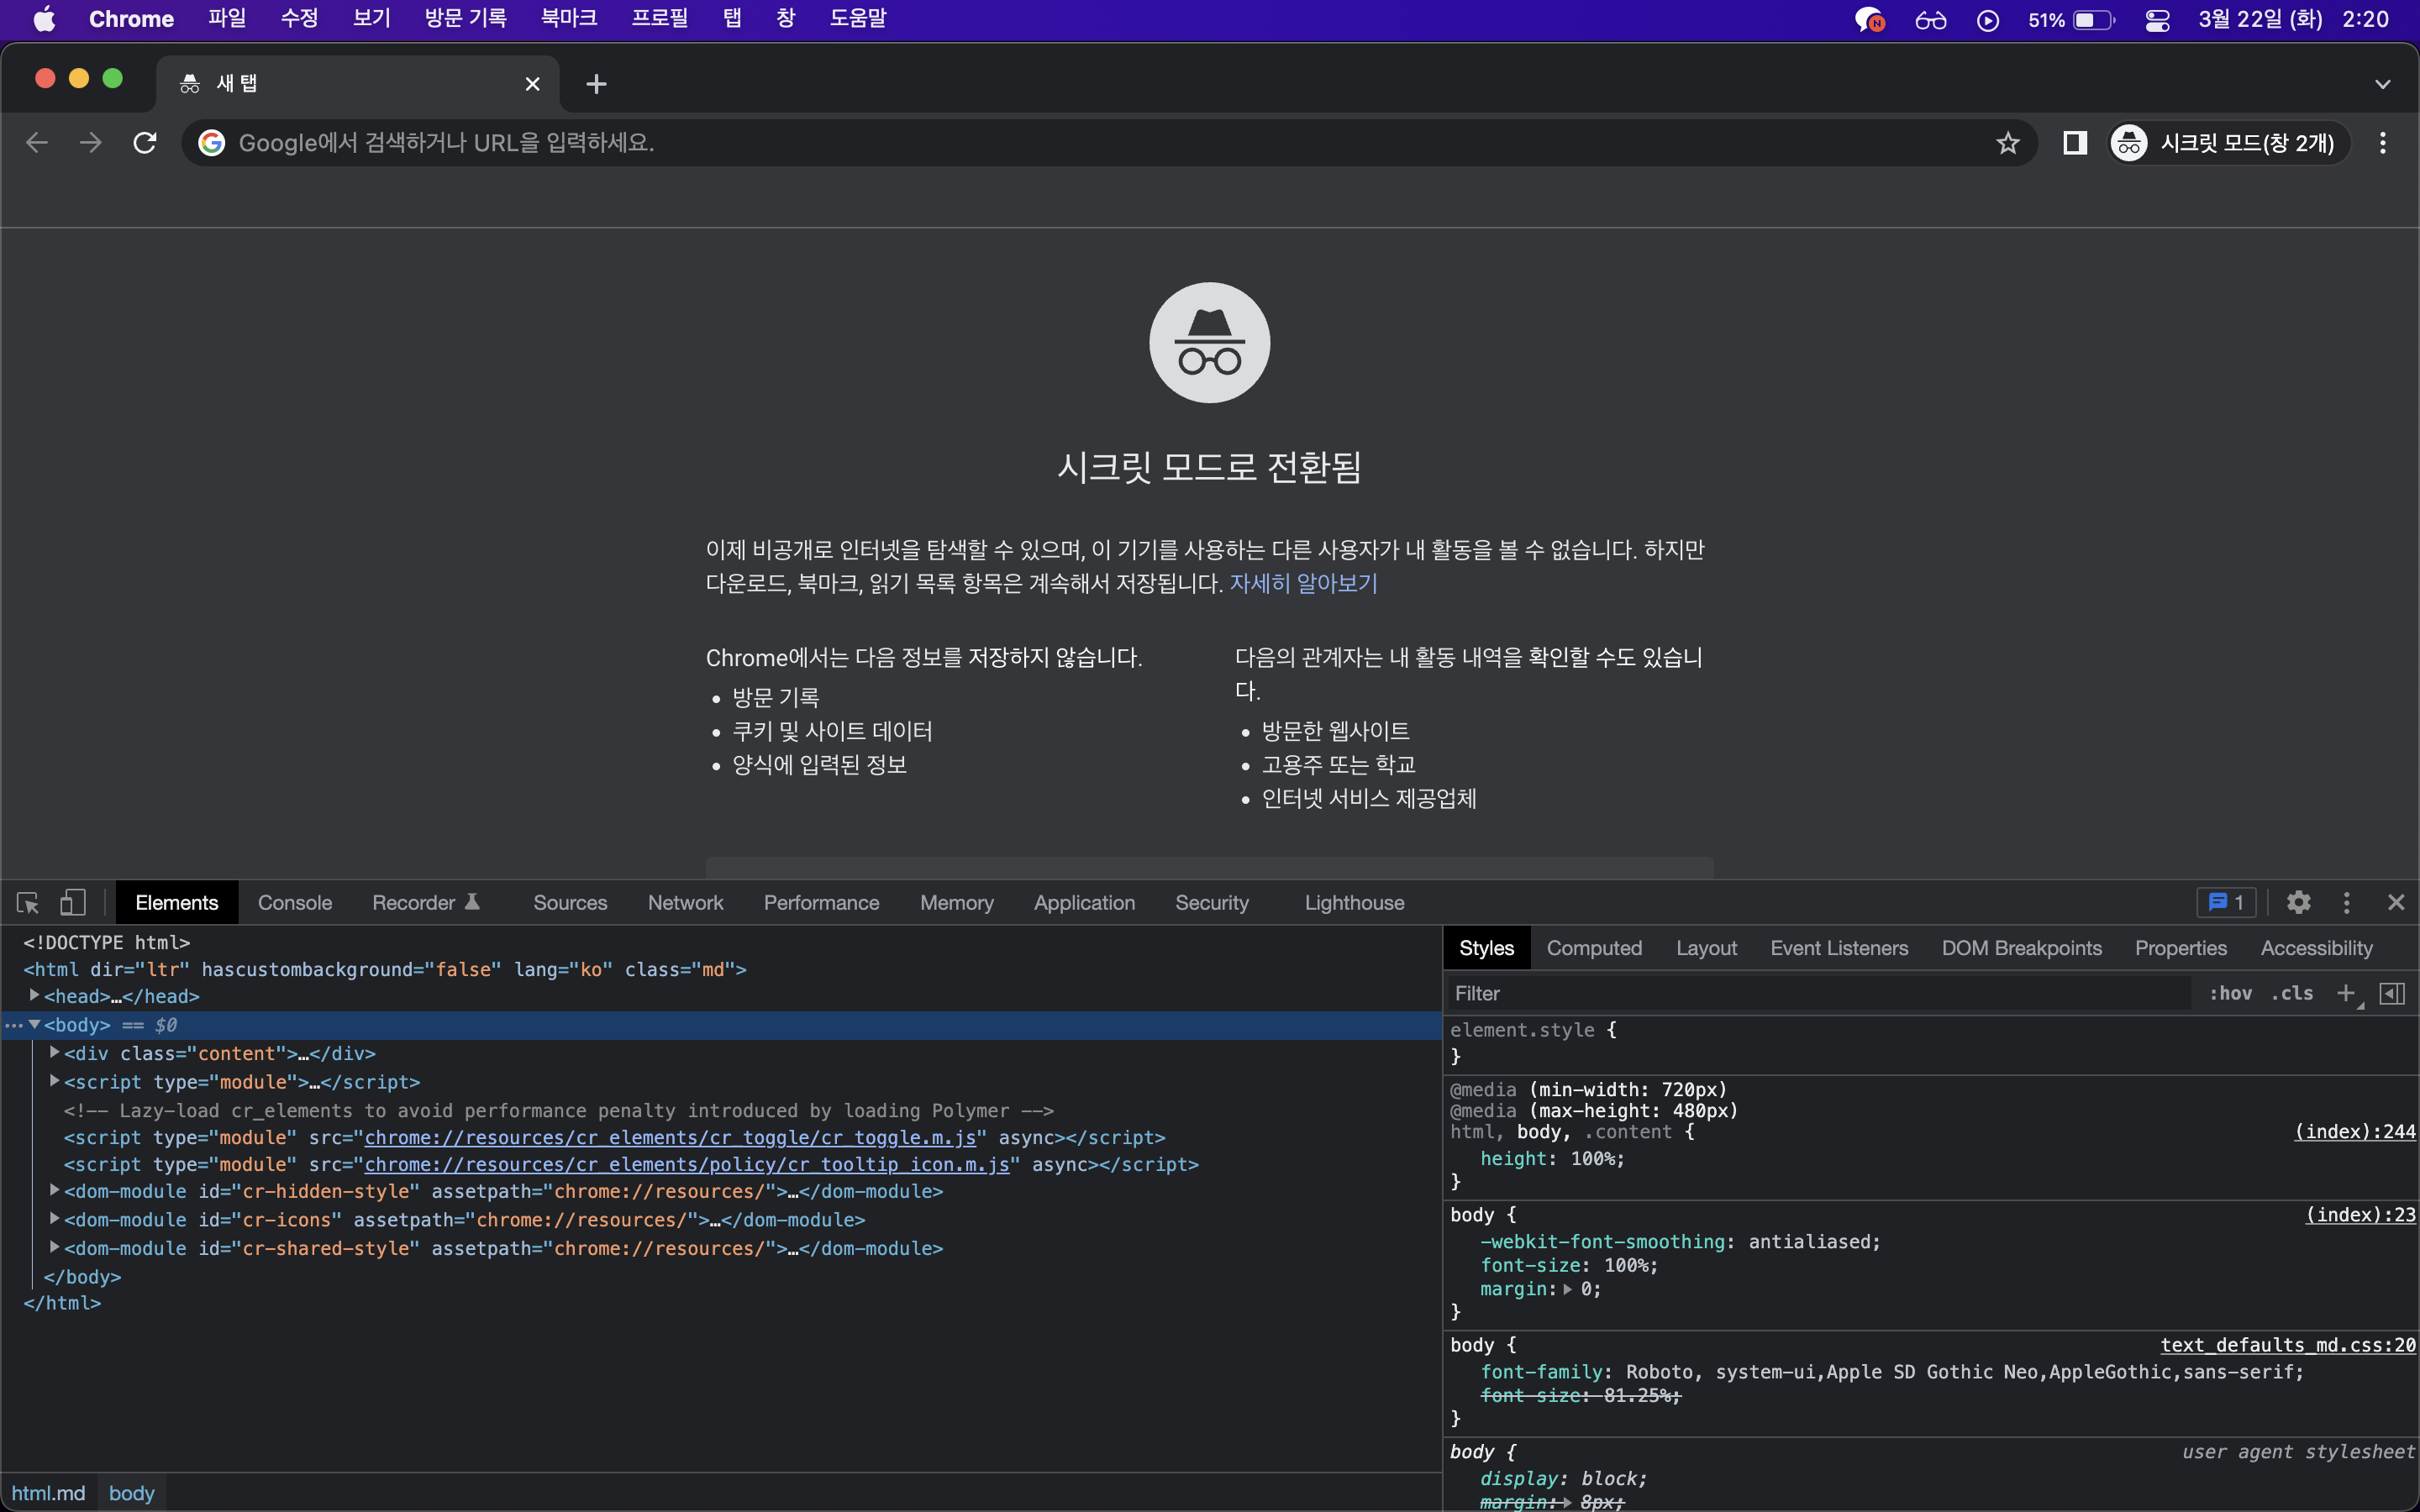 Chrome 파일 수정 보기 방문 기록 북마크 프로필 탭 창 도움말 51% 3월 22일 (화) 2:20
새 탭
Google에서 검색하거나 URL을 입력하세요. 시크릿 모드(창 2개)
시크릿 모드로 전환됨
이제 비공개로 인터넷을 탐색할 수 있으며, 이 기기를 사용하는 다른 사용자가 내 활동을 볼 수 없습니다. 하지만
다운로드, 북마크, 읽기 목록 항목은 계속해서 저장됩니다. 자세히 알아보기
Chrome에서는 다음 정보를 저장하지 않습니다.
• 방문 기록
• 쿠키 및 사이트 데이터
• 양식에 입력된 정보
다음의 관계자는 내 활동 내역을 확인할 수도 있습니
다.
• 방문한 웹사이트
• 고용주 또는 학교
• 인터넷 서비스 제공업체
Elements Console Recorder Sources Network Performance Memory Application Security Lighthouse 1
<!DOCTYPE html>
<html dir="ltr" hascustombackground="false" lang="ko" class="md">
<head>…</head>
<body> == $0
<div class="content">…</div>
<script type="module">…</script>
<!-- Lazy-load cr_elements to avoid performance penalty introduced by loading Polymer -->
<script type="module" src="chrome://resources/cr_elements/cr_toggle/cr_toggle.m.js" async></script>
<script type="module" src="chrome://resources/cr_elements/policy/cr_tooltip_icon.m.js" async></script>
<dom-module id="cr-hidden-style" assetpath="chrome://resources/">…</dom-module>
<dom-module id="cr-icons" assetpath="chrome://resources/">…</dom-module>
<dom-module id="cr-shared-style" assetpath="chrome://resources/">…</dom-module>
</body>
</html>
html.md body
Styles Computed Layout Event Listeners DOM Breakpoints Properties Accessibility
Filter :hov .cls
element.style {
}
@media (min-width: 720px)
@media (max-height: 480px)
html, body, .content { (index):244
height: 100%;
}
body { (index):23
-webkit-font-smoothing: antialiased;
font-size: 100%;
margin: 0;
}
body { text_defaults_md.css:20
font-family: Roboto, system-ui,Apple SD Gothic Neo,AppleGothic,sans-serif;
font-size: 81.25%;
}
body { user agent stylesheet
display: block;
margin: 8px;